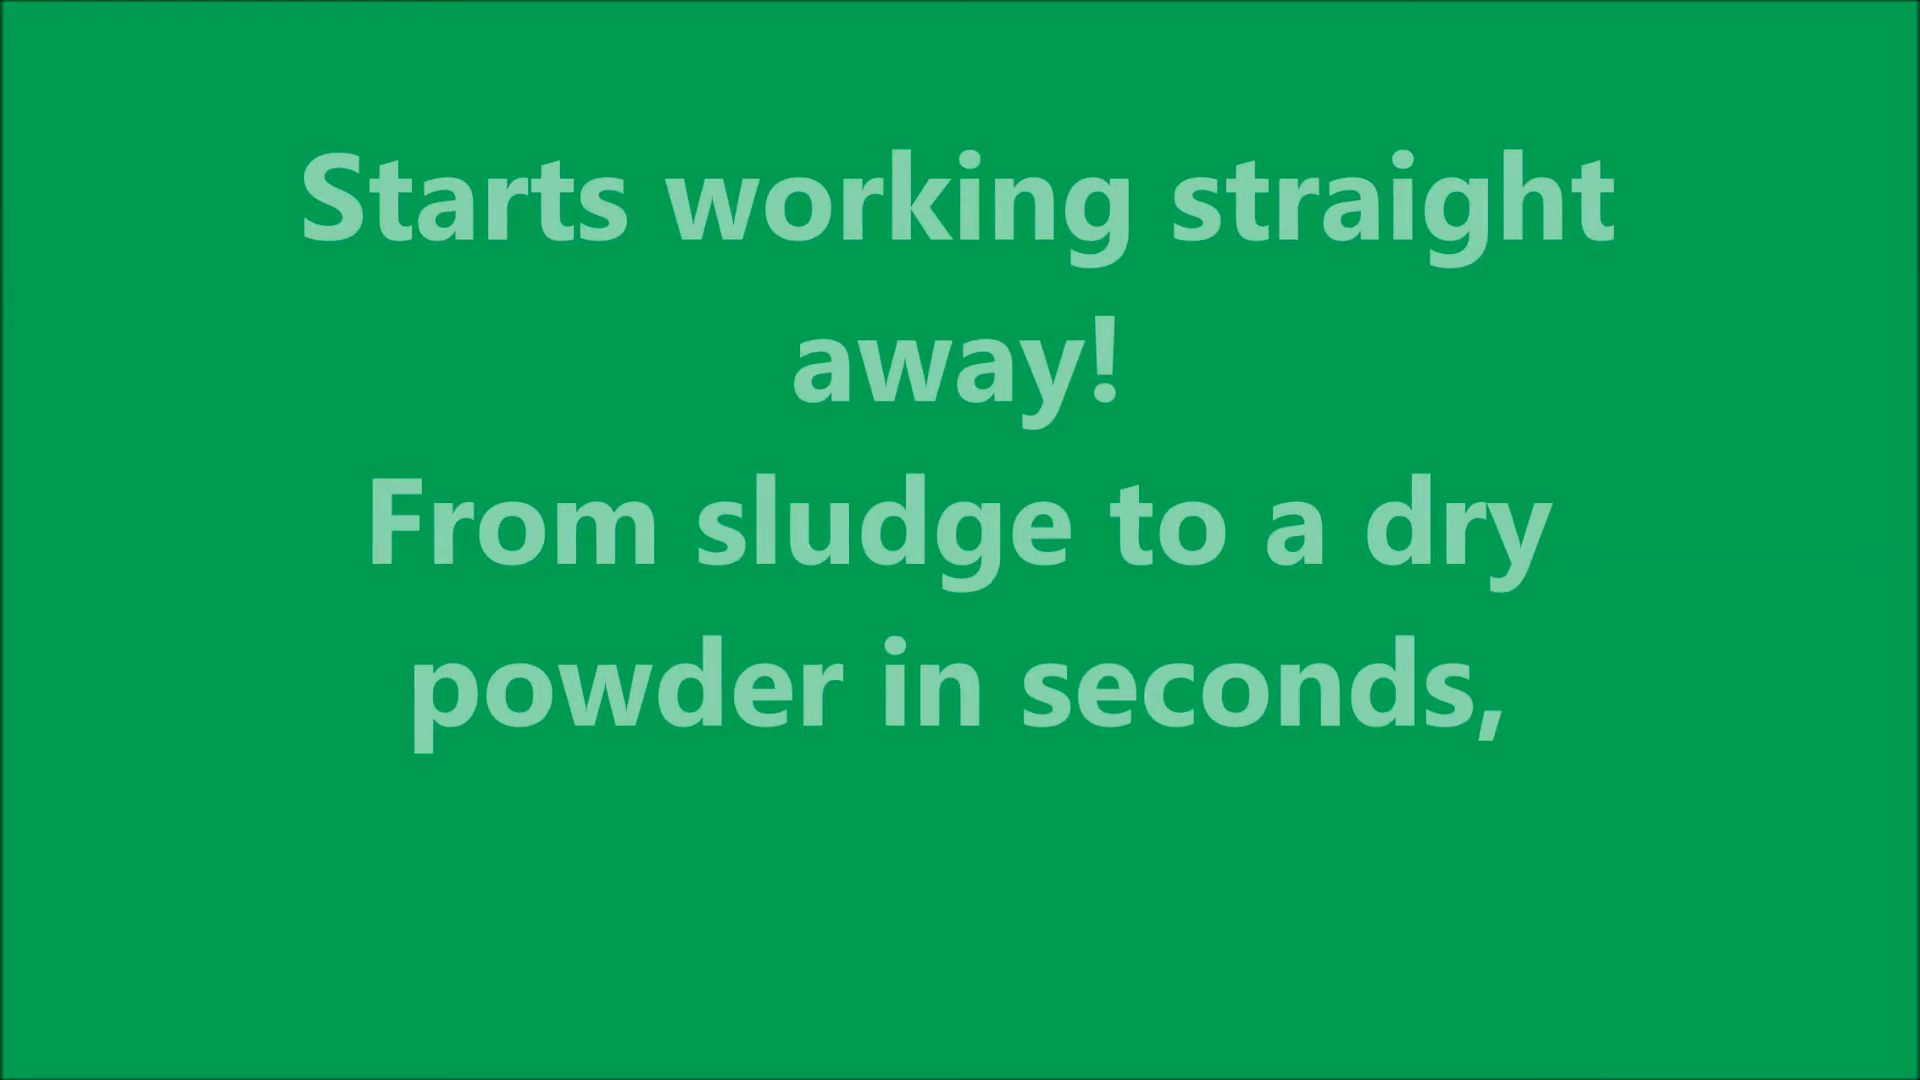 Starts working straight
away!
From sludge to a dry
powder in seconds,